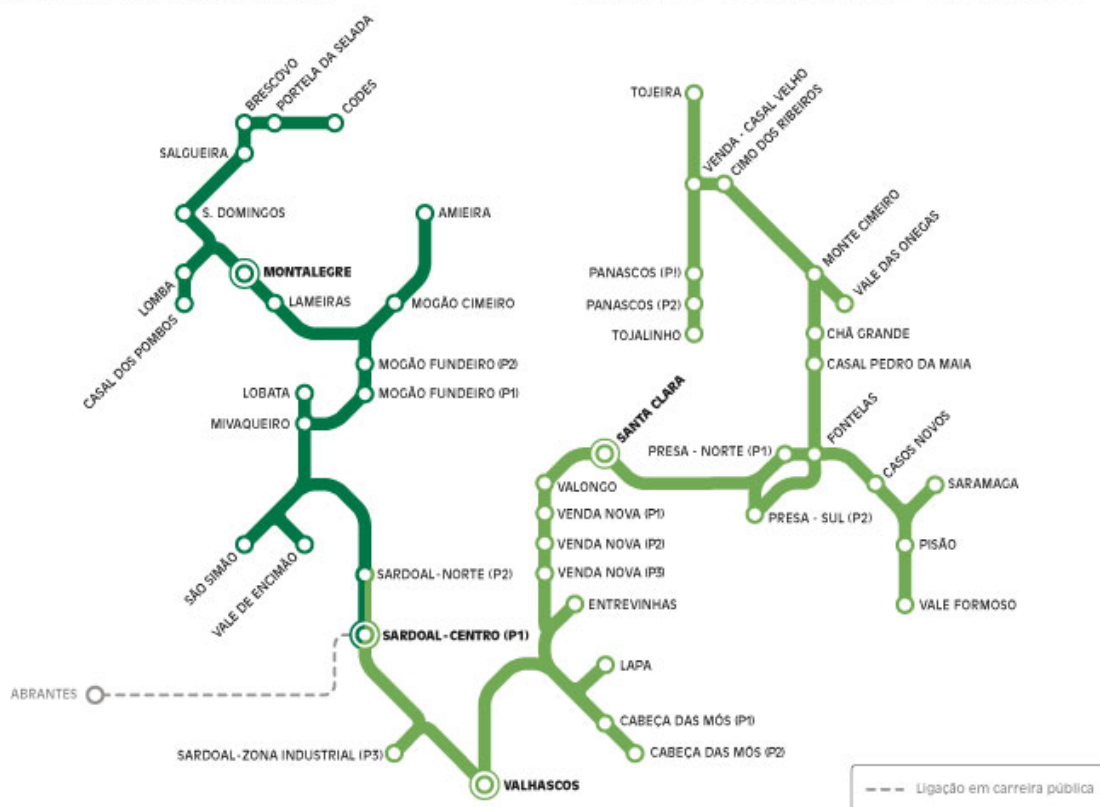 BRESCOVO
PORTELA DA SELADA
CODES
SALGUEIRA
S. DOMINGOS
AMIEIRA
MONTALEGRE
LOMBA
CASAL DOS POMBOS
LAMEIRAS
MOGÃO CIMEIRO
MOGÃO FUNDEIRO (P2)
MOGÃO FUNDEIRO (P1)
LOBATA
MIVAQUEIRO
SÃO SIMÃO
VALE DE ENCIMÃO
SARDOAL-NORTE (P2)
SARDOAL-CENTRO (P1)
ABRANTES
SARDOAL-ZONA INDUSTRIAL (P3)
VALHASCOS
TOJEIRA
VENDA - CASAL VELHO
CIMO DOS RIBEIROS
MONTE CIMEIRO
VALE DAS ONEGAS
PANASCOS (P1)
PANASCOS (P2)
TOJALINHO
CHÃ GRANDE
CASAL PEDRO DA MAIA
SANTA CLARA
FONTELAS
PRESA - NORTE (P1)
CASOS NOVOS
VALONGO
SARAMAGA
VENDA NOVA (P1)
PRESA - SUL (P2)
VENDA NOVA (P2)
PISÃO
VENDA NOVA (P3)
ENTREVINHAS
VALE FORMOSO
LAPA
CABEÇA DAS MÓS (P1)
CABEÇA DAS MÓS (P2)
Ligação em carreira pública